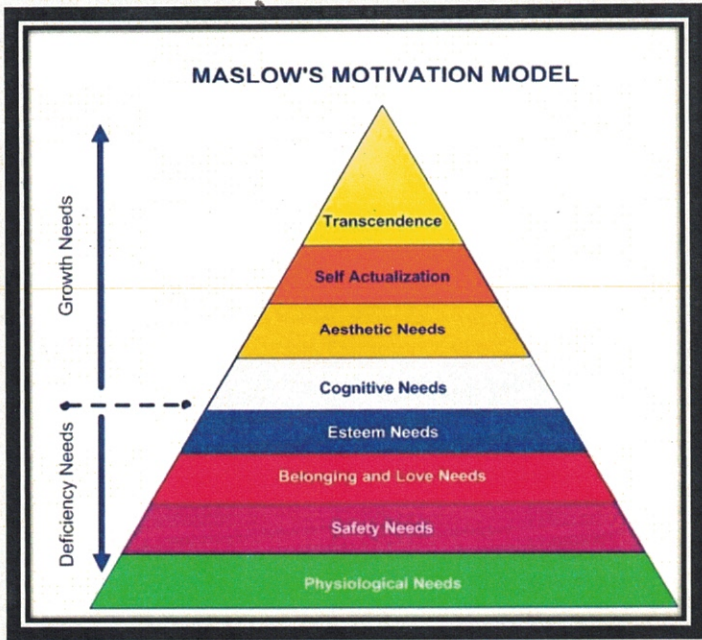 MASLOW'S MOTIVATION MODEL
Growth Needs
Deficiency Needs
Transcendence
Self Actualization
Aesthetic Needs
Cognitive Needs
Esteem Needs
Belonging and Love Needs
Safety Needs
Physiological Needs